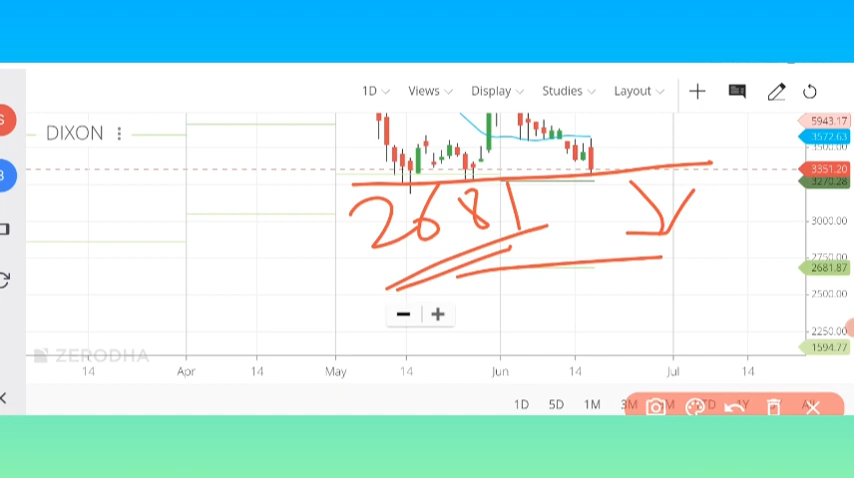 1D Views Display Studies Layout
S
DIXON
5943.17
3572.63
3351.20
3270.28
3
2681
3000.00
2681.87
2500.00
2250.00
1594.77
ZERODHA
14 Apr 14 May 14 Jun 14 Jul 14
1D 5D 1M 3M